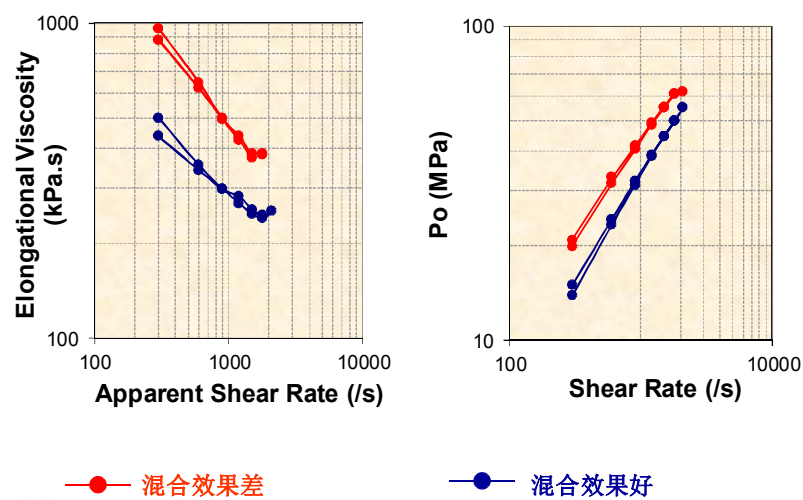 Elongational Viscosity
(kPa.s)
1000
100
100
1000
10000
Apparent Shear Rate (/s)
Po (MPa)
100
10
100
10000
Shear Rate (/s)
混合效果差
混合效果好